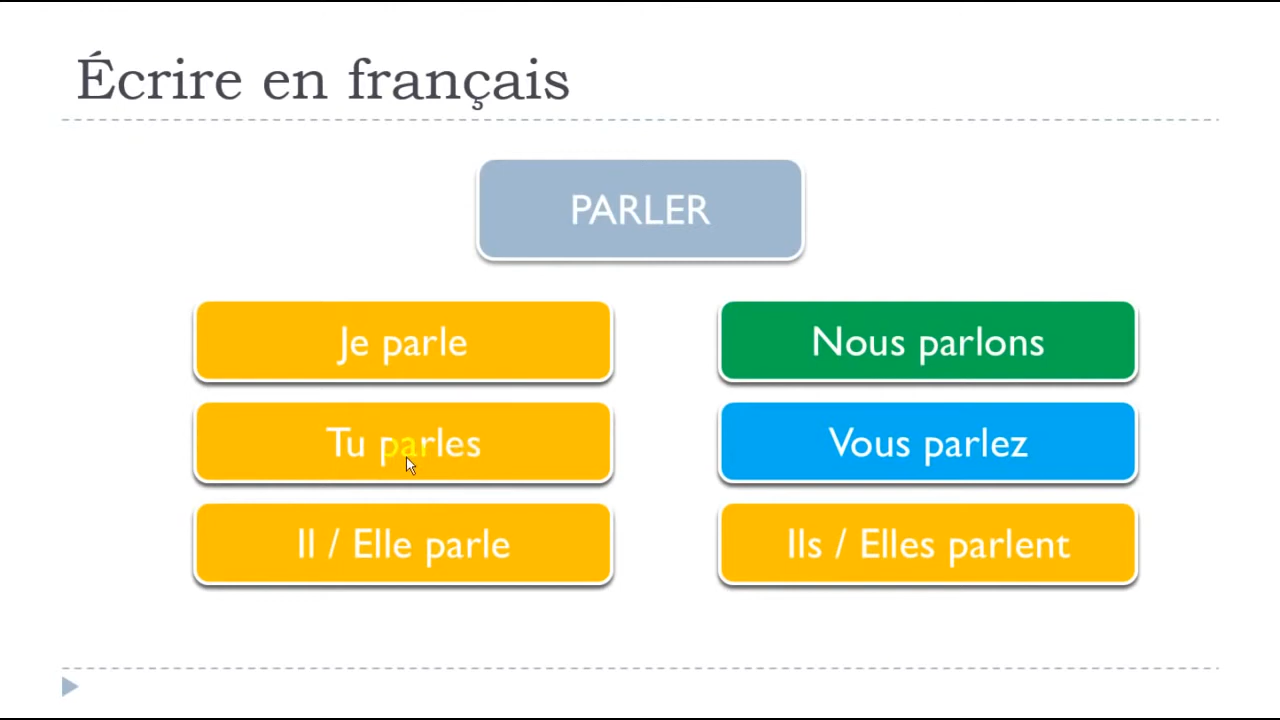 Écrire en français
PARLER
Je parle
Tu parles
Il / Elle parle
Nous parlons
Vous parlez
Ils / Elles parlent